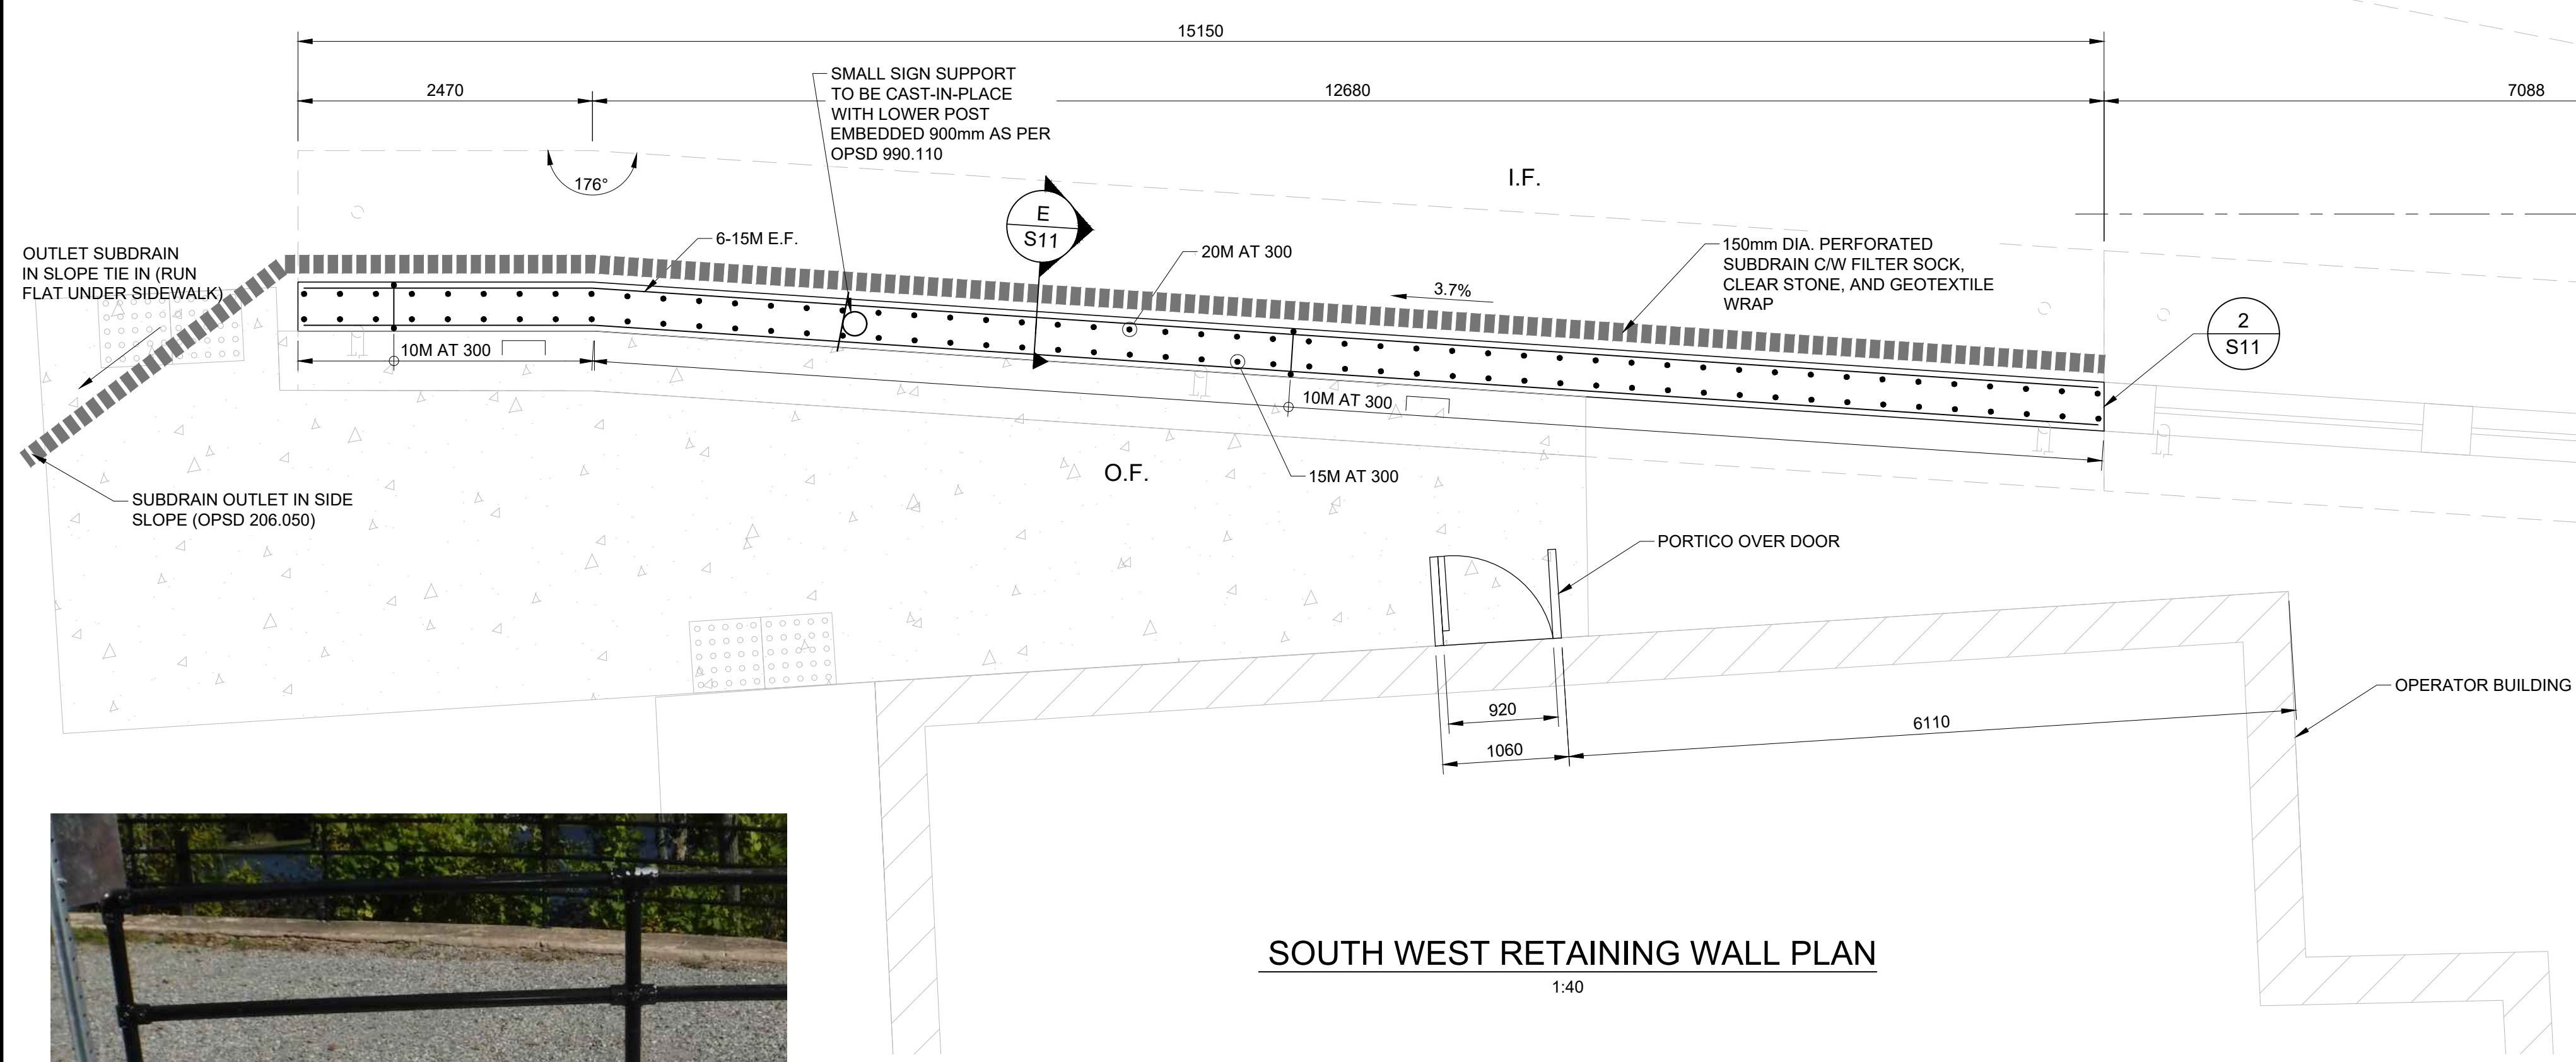 15150
2470
12680
7088
SMALL SIGN SUPPORT
TO BE CAST-IN-PLACE
WITH LOWER POST
EMBEDDED 900mm AS PER
OPSD 990.110
176°
I.F.
E
S11
6-15M E.F.
20M AT 300
150mm DIA. PERFORATED
SUBDRAIN C/W FILTER SOCK,
CLEAR STONE, AND GEOTEXTILE
WRAP
OUTLET SUBDRAIN
IN SLOPE TIE IN (RUN
FLAT UNDER SIDEWALK)
3.7%
2
S11
10M AT 300
10M AT 300
O.F.
15M AT 300
SUBDRAIN OUTLET IN SIDE
SLOPE (OPSD 206.050)
PORTICO OVER DOOR
OPERATOR BUILDING
920
6110
1060
SOUTH WEST RETAINING WALL PLAN
1:40